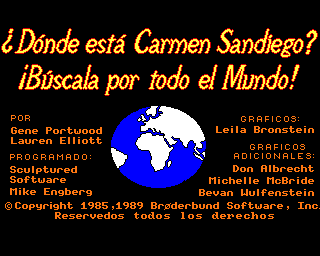 ¿Dónde está Carmen Sandiego?
¡Búscala por todo el Mundo!
POR
Gene Portwood
Lauren Elliott
PROGRAMADO:
Sculptured
Software
Mike Engberg
GRAFICOS:
Leila Bronstein
GRAFICOS
ADICIONALES:
Don Albrecht
Michelle McBride
Bevan Wulfenstein
©Copyright 1985,1989 Brøderbund Software, Inc.
Reservedos todos los derechos